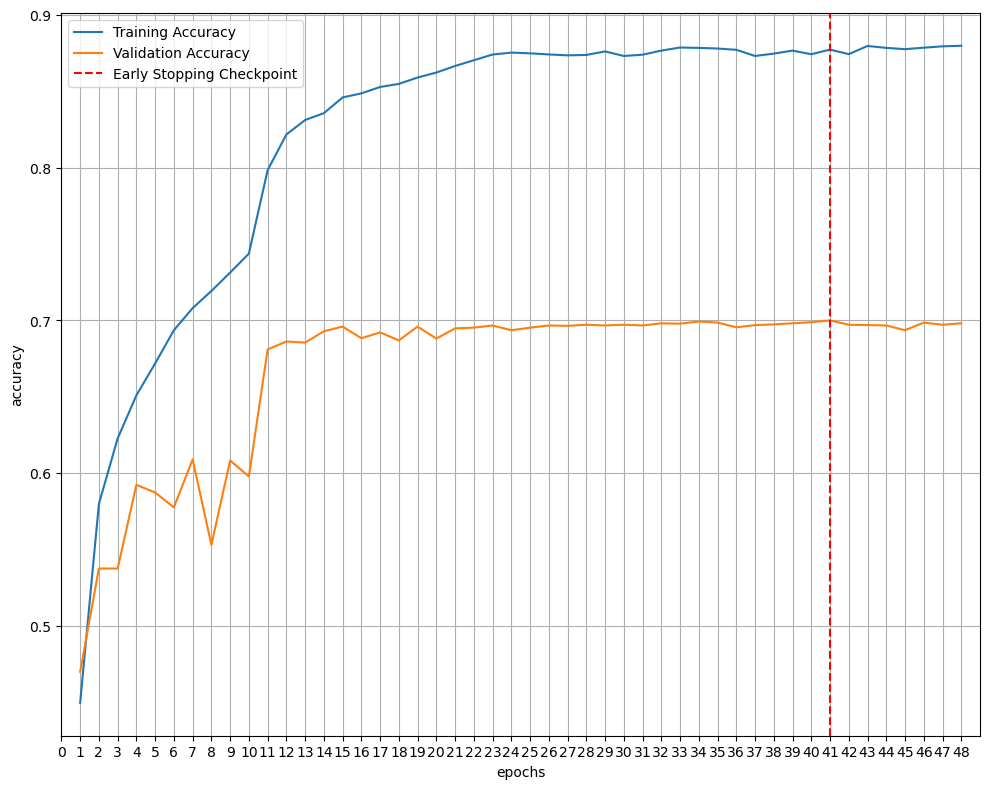 Training Accuracy
Validation Accuracy
Early Stopping Checkpoint
0.9
0.8
0.7
0.6
0.5
accuracy
0 1 2 3 4 5 6 7 8 9 10 11 12 13 14 15 16 17 18 19 20 21 22 23 24 25 26 27 28 29 30 31 32 33 34 35 36 37 38 39 40 41 42 43 44 45 46 47 48
epochs